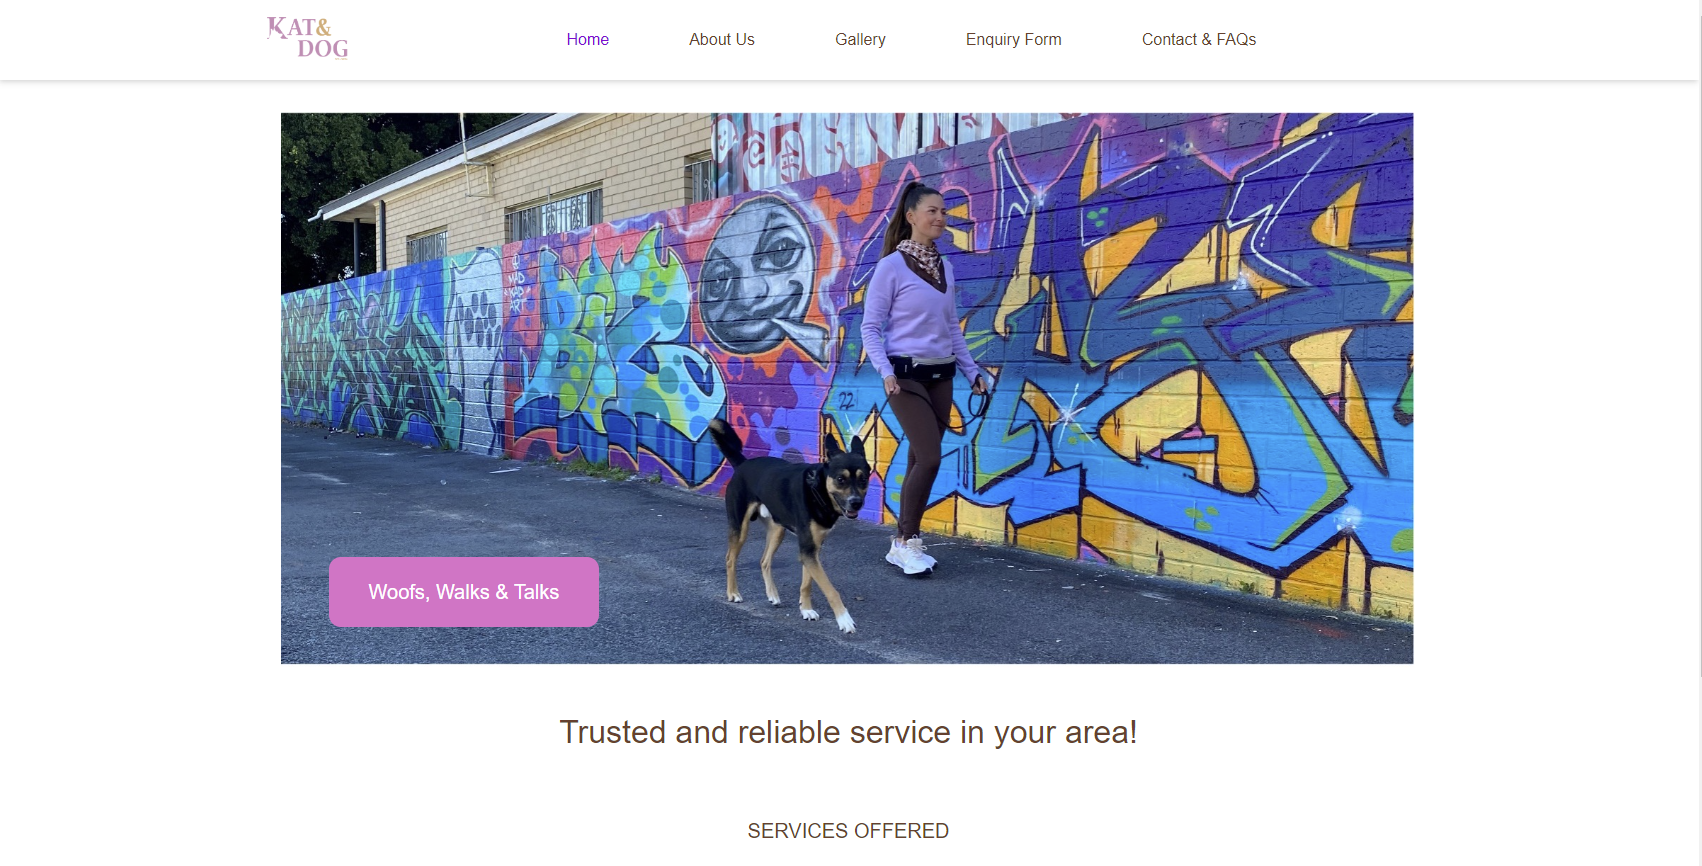 KAT&
DOG
Home
About Us
Gallery
Enquiry Form
Contact & FAQs
22
Woofs, Walks & Talks
Trusted and reliable service in your area!
SERVICES OFFERED